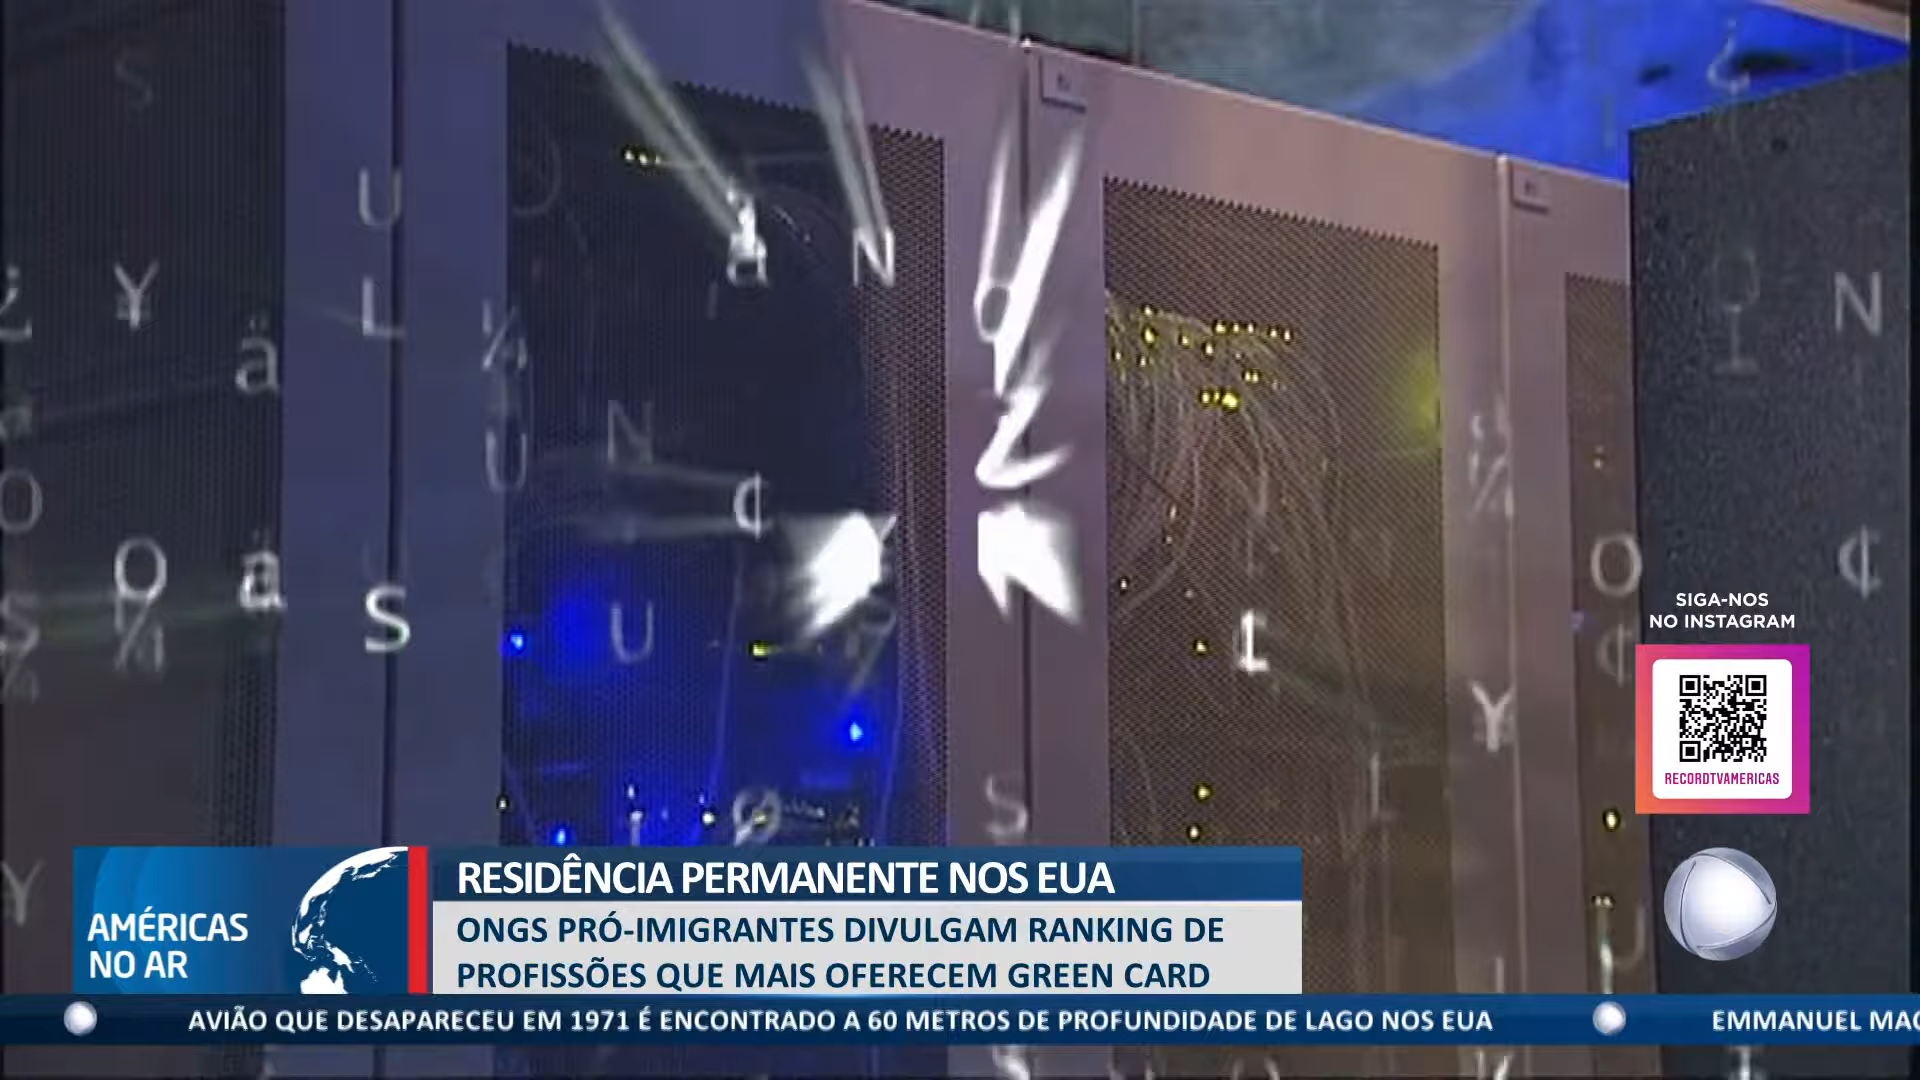 SIGA-NOS
NO INSTAGRAM
RECORDTVAMERICAS
AMÉRICAS
NO AR
RESIDÊNCIA PERMANENTE NOS EUA
ONGS PRÓ-IMIGRANTES DIVULGAM RANKING DE
PROFISSÕES QUE MAIS OFERECEM GREEN CARD
AVIÃO QUE DESAPARECEU EM 1971 É ENCONTRADO A 60 METROS DE PROFUNDIDADE DE LAGO NOS EUA
EMMANUEL MAC